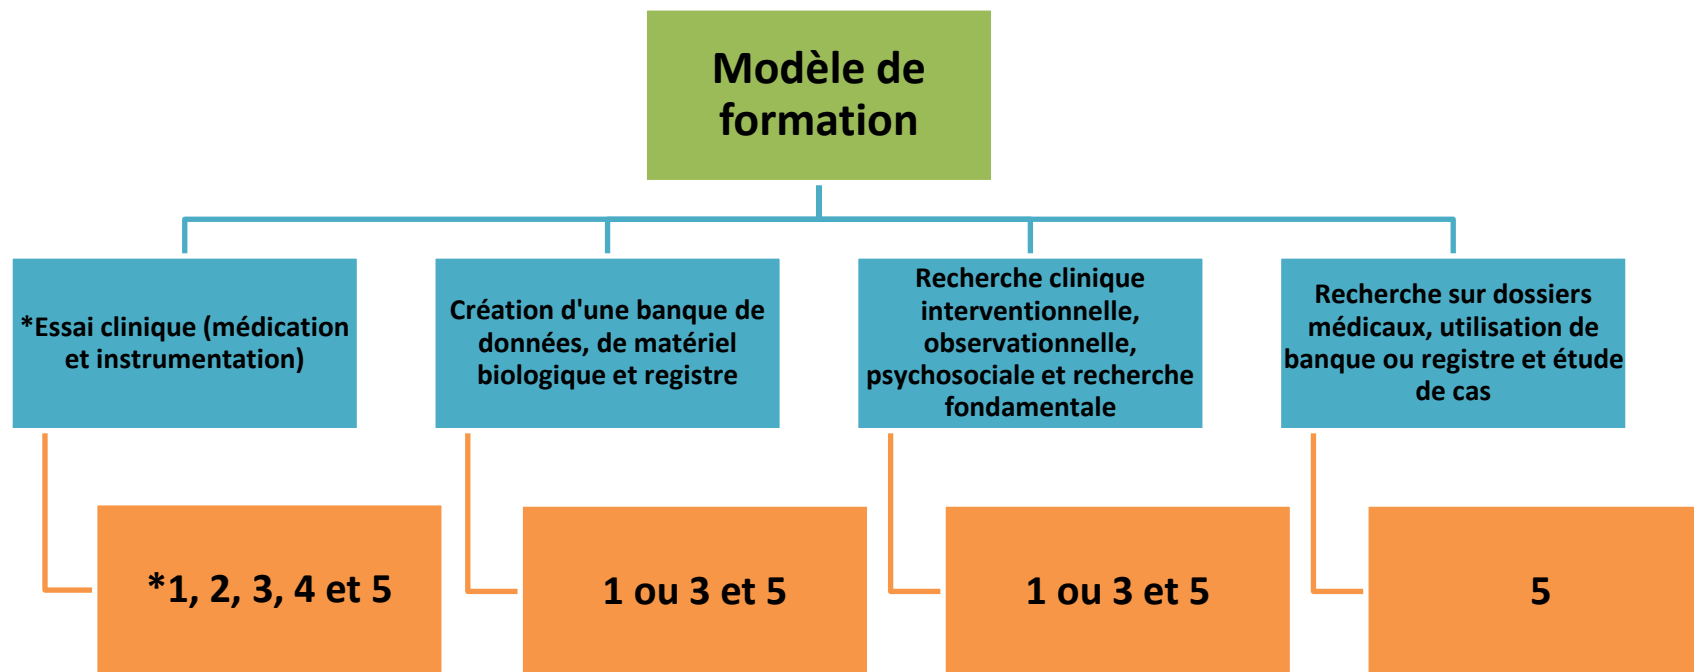 Modèle de
formation
*Essai clinique (médication
et instrumentation)
Création d'une banque de
données, de matériel
biologique et registre
Recherche clinique
interventionnelle,
observationnelle,
psychosociale et recherche
fondamentale
Recherche sur dossiers
médicaux, utilisation de
banque ou registre et étude
de cas
*1, 2, 3, 4 et 5
1 ou 3 et 5
1 ou 3 et 5
5